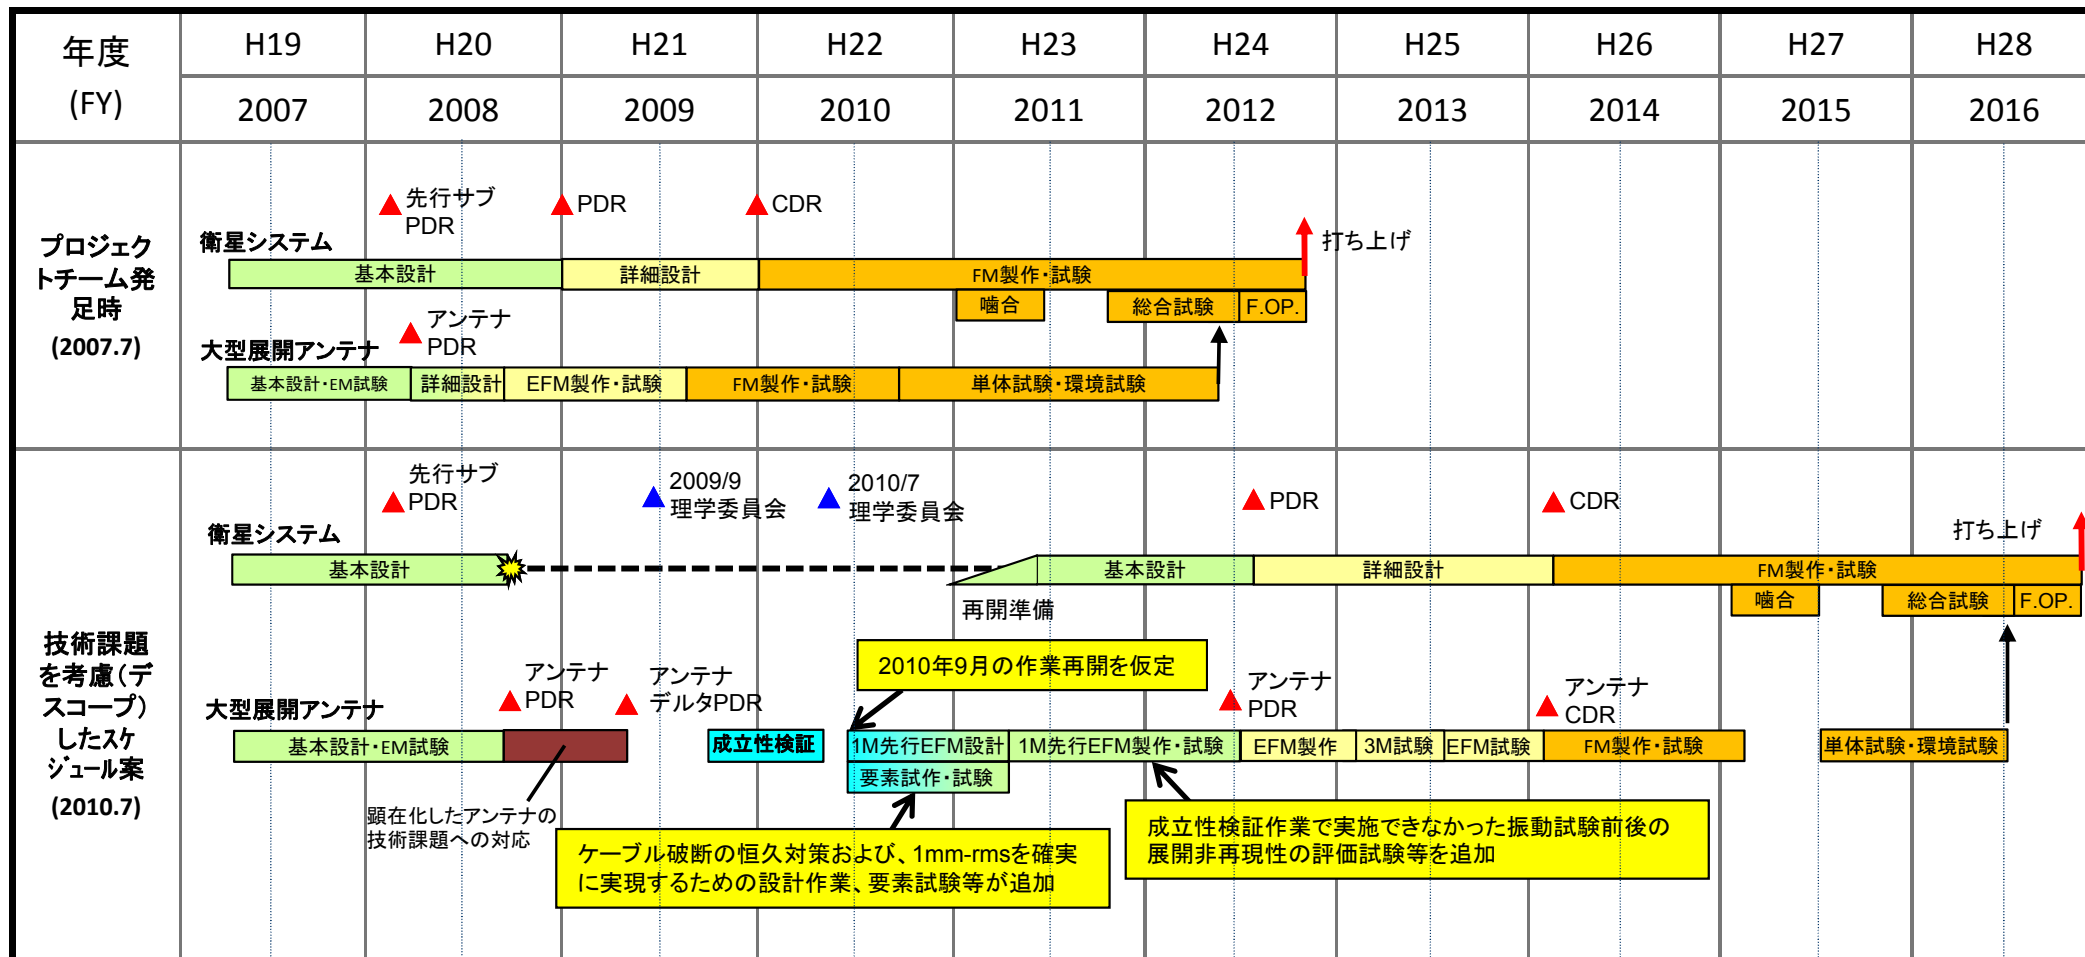 年度
(FY)
H19
H20
H21
H22
H23
H24
H25
H26
H27
H28
2007
2008
2009
2010
2011
2012
2013
2014
2015
2016
プロジェク
トチーム発
足時
(2007.7)
先行サブ
PDR
PDR
CDR
衛星システム
打ち上げ
基本設計
詳細設計
FM製作・試験
噛合
総合試験
F.OP.
アンテナ
PDR
大型展開アンテナ
基本設計・EM試験
詳細設計
EFM製作・試験
FM製作・試験
単体試験・環境試験
技術課題
を考慮(デ
スコープ)
したスケ
ジュール案
(2010.7)
先行サブ
PDR
2009/9
理学委員会
2010/7
理学委員会
PDR
CDR
衛星システム
打ち上げ
基本設計
基本設計
詳細設計
FM製作・試験
再開準備
噛合
総合試験
F.OP.
2010年9月の作業再開を仮定
アンテナ
PDR
アンテナ
デルタPDR
アンテナ
PDR
アンテナ
CDR
大型展開アンテナ
基本設計・EM試験
成立性検証
1M先行EFM設計
1M先行EFM製作・試験
EFM製作
3M試験
EFM試験
FM製作・試験
単体試験・環境試験
要素試作・試験
顕在化したアンテナの
技術課題への対応
ケーブル破断の恒久対策および、1mm-rmsを確実
に実現するための設計作業、要素試験等が追加
成立性検証作業で実施できなかった振動試験前後の
展開非再現性の評価試験等を追加